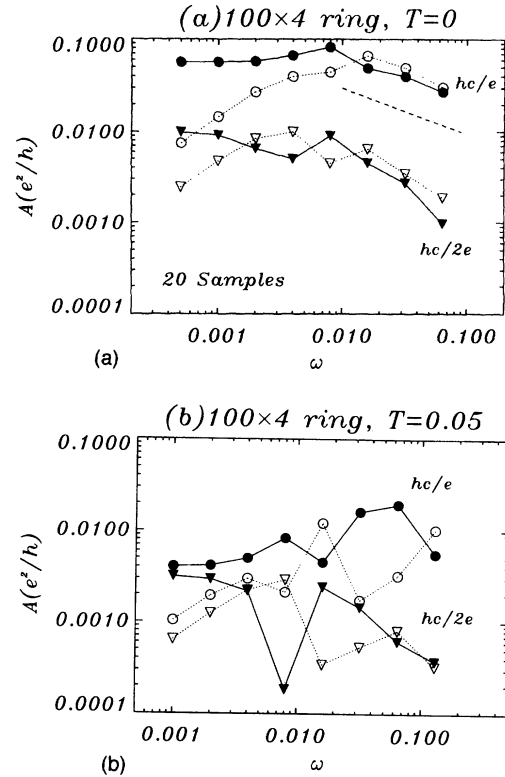 (a)100×4 ring, T=0
0.1000
0.0100
0.0010
0.0001
A(e²/h)
hc/e
hc/2e
20 Samples
0.001
0.010
0.100
(a)
ω
(b)100×4 ring, T=0.05
0.1000
0.0100
0.0010
0.0001
A(e²/h)
hc/e
hc/2e
0.001
0.010
0.100
(b)
ω